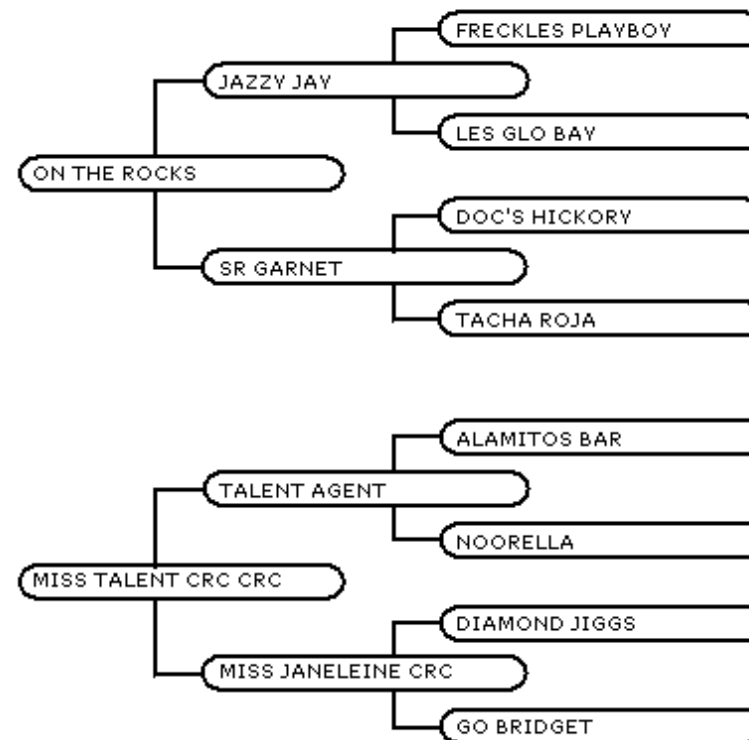 FRECKLES PLAYBOY
JAZZY JAY
LES GLO BAY
ON THE ROCKS
DOC'S HICKORY
SR GARNET
TACHA ROJA
ALAMITOS BAR
TALENT AGENT
NOORELLA
MISS TALENT CRC CRC
DIAMOND JIGGS
MISS JANELEINE CRC
GO BRIDGET